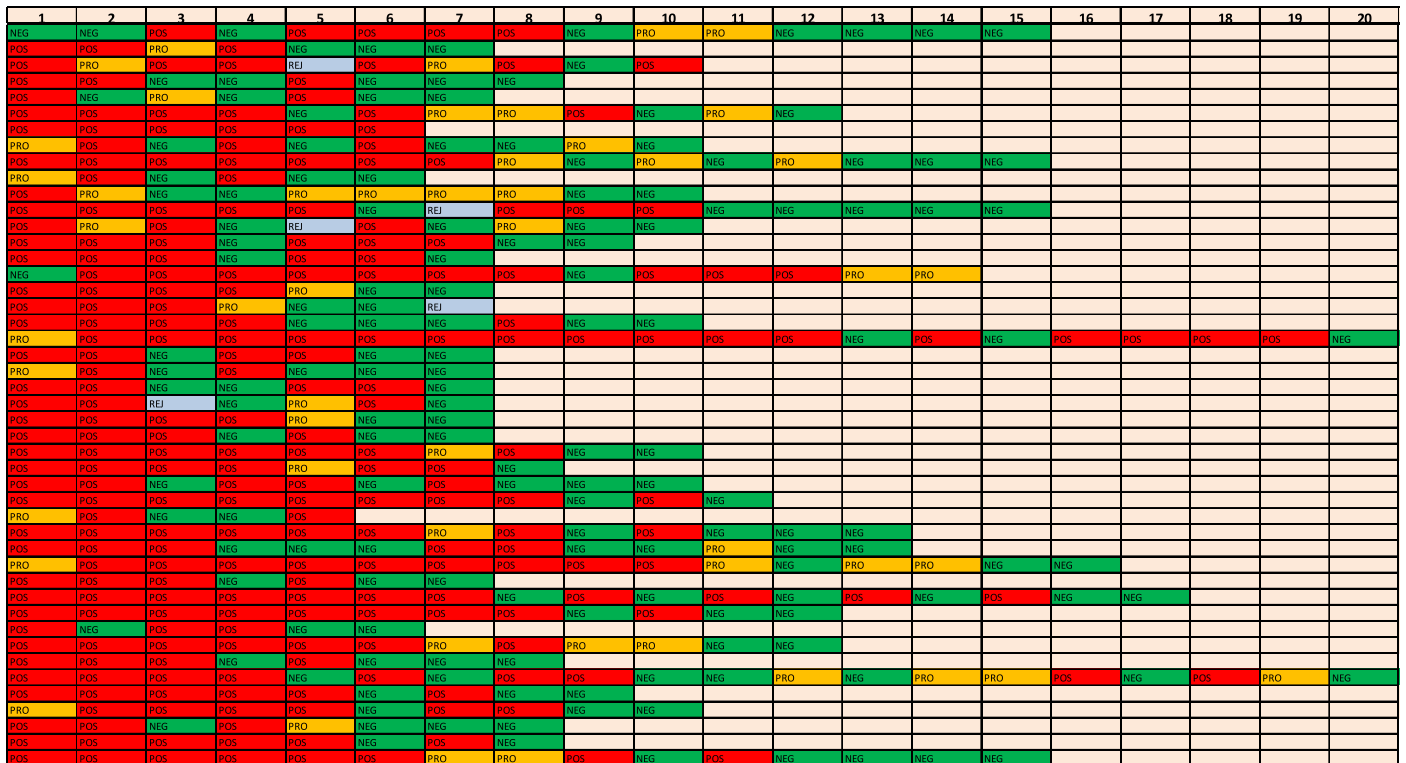 1 2 3 4 5 6 7 8 9 10 11 12 13 14 15 16 17 18 19 20
NEG NEG POS NEG POS POS POS POS NEG PRO PRO NEG NEG NEG NEG
POS POS PRO POS NEG NEG NEG
POS PRO POS POS REJ POS PRO POS NEG POS
POS POS NEG NEG POS NEG NEG NEG
POS NEG PRO NEG POS NEG NEG
POS POS POS POS NEG POS PRO PRO POS NEG PRO NEG
POS POS POS POS POS POS
PRO POS NEG POS NEG POS NEG NEG PRO NEG
POS POS POS POS POS POS POS PRO NEG PRO NEG PRO NEG NEG NEG
PRO POS NEG POS NEG NEG
POS PRO NEG NEG PRO PRO PRO PRO NEG NEG
POS POS POS POS POS NEG REJ POS POS POS NEG NEG NEG NEG NEG
POS PRO POS NEG REJ POS NEG PRO NEG NEG
POS POS POS NEG POS POS POS NEG NEG
POS POS POS NEG POS POS NEG
NEG POS POS POS POS POS POS POS NEG POS POS POS PRO PRO
POS POS POS POS PRO NEG NEG
POS POS POS PRO NEG NEG REJ
POS POS POS POS NEG NEG NEG POS NEG NEG
PRO POS POS POS POS POS POS POS POS POS POS POS NEG POS NEG POS POS POS POS NEG
POS POS NEG POS POS NEG NEG
PRO POS NEG POS NEG NEG NEG
POS POS NEG NEG POS POS NEG
POS POS REJ NEG PRO POS NEG
POS POS POS POS PRO NEG NEG
POS POS POS NEG POS NEG NEG
POS POS POS POS POS POS PRO POS NEG NEG
POS POS POS POS PRO POS POS NEG
POS POS NEG POS POS NEG POS NEG NEG NEG
POS POS POS POS POS POS POS POS NEG POS NEG
PRO POS NEG NEG POS
POS POS POS POS POS POS PRO POS NEG POS NEG NEG NEG
POS POS POS NEG NEG NEG POS POS NEG NEG PRO NEG NEG
PRO POS POS POS POS POS POS POS POS POS PRO NEG PRO PRO NEG NEG
POS POS POS NEG POS NEG NEG
POS POS POS POS POS POS POS NEG POS NEG POS NEG POS NEG POS NEG NEG
POS POS POS POS POS POS POS POS NEG POS NEG NEG
POS NEG POS POS NEG NEG
POS POS POS POS POS POS PRO POS PRO PRO NEG NEG
POS POS POS NEG POS NEG NEG NEG
POS POS POS POS NEG POS NEG POS POS NEG NEG PRO NEG PRO PRO POS NEG POS PRO NEG
POS POS POS POS POS NEG POS NEG NEG
PRO POS POS POS POS NEG POS POS NEG NEG
POS POS NEG POS PRO NEG NEG NEG
POS POS POS POS POS NEG POS NEG
POS POS POS POS POS POS PRO PRO POS NEG POS NEG NEG NEG NEG